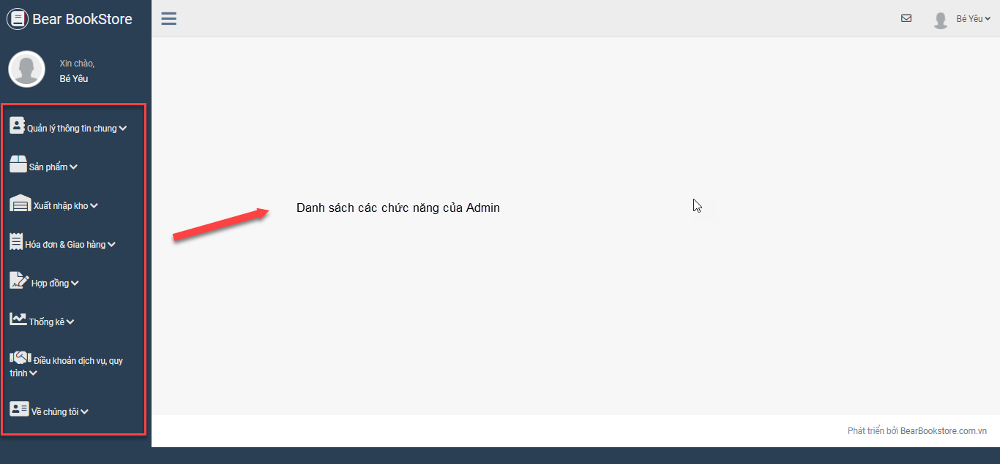 Bear BookStore
Bé Yêu
Xin chào,
Bé Yêu
Quản lý thông tin chung
Sản phẩm
Xuất nhập kho
Hóa đơn & Giao hàng
Hợp đồng
Thống kê
Điều khoản dịch vụ, quy
trình
Về chúng tôi
Danh sách các chức năng của Admin
Phát triển bởi BearBookstore.com.vn